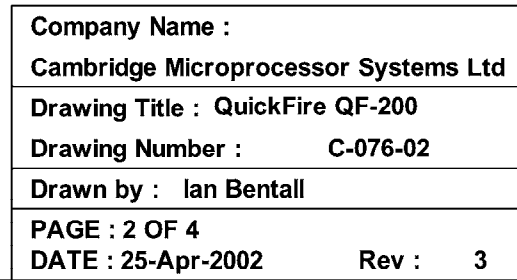 Company Name :
Cambridge Microprocessor Systems Ltd
Drawing Title : QuickFire QF-200
Drawing Number : C-076-02
Drawn by : Ian Bentall
PAGE : 2 OF 4
DATE : 25-Apr-2002 Rev : 3